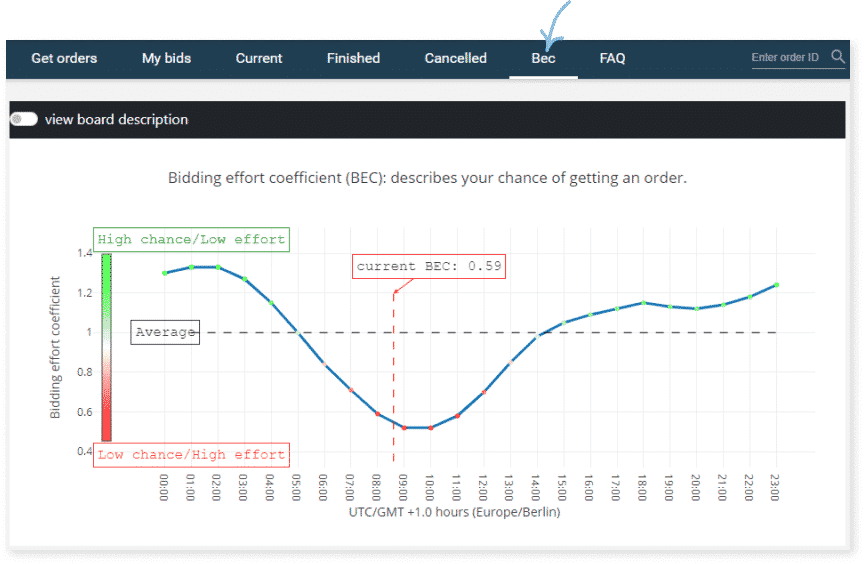 Get orders My bids Current Finished Cancelled Bec FAQ Enter order ID
view board description
Bidding effort coefficient (BEC): describes your chance of getting an order.
High chance/Low effort
current BEC: 0.59
Average
Low chance/High effort
Bidding effort coefficient
1.4
1.2
1
0.8
0.6
0.4
00:00 01:00 02:00 03:00 04:00 05:00 06:00 07:00 08:00 09:00 10:00 11:00 12:00 13:00 14:00 15:00 16:00 17:00 18:00 19:00 20:00 21:00 22:00 23:00
UTC/GMT +1.0 hours (Europe/Berlin)